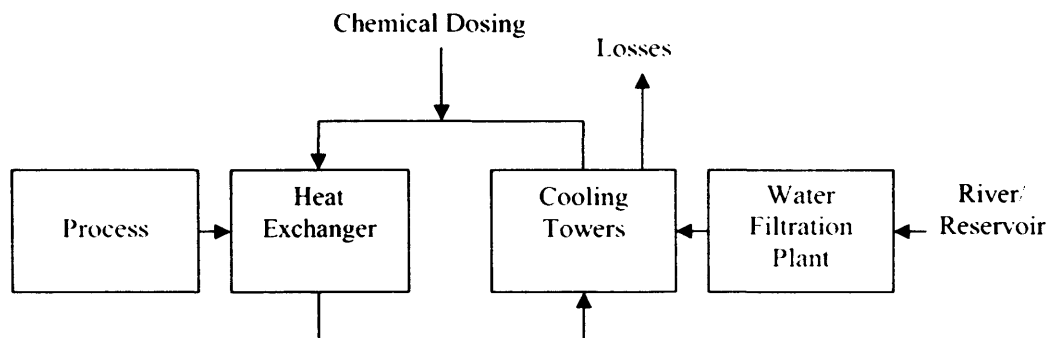 Chemical Dosing
Losses
Process
Heat
Exchanger
Cooling
Towers
Water
Filtration
Plant
River/
Reservoir